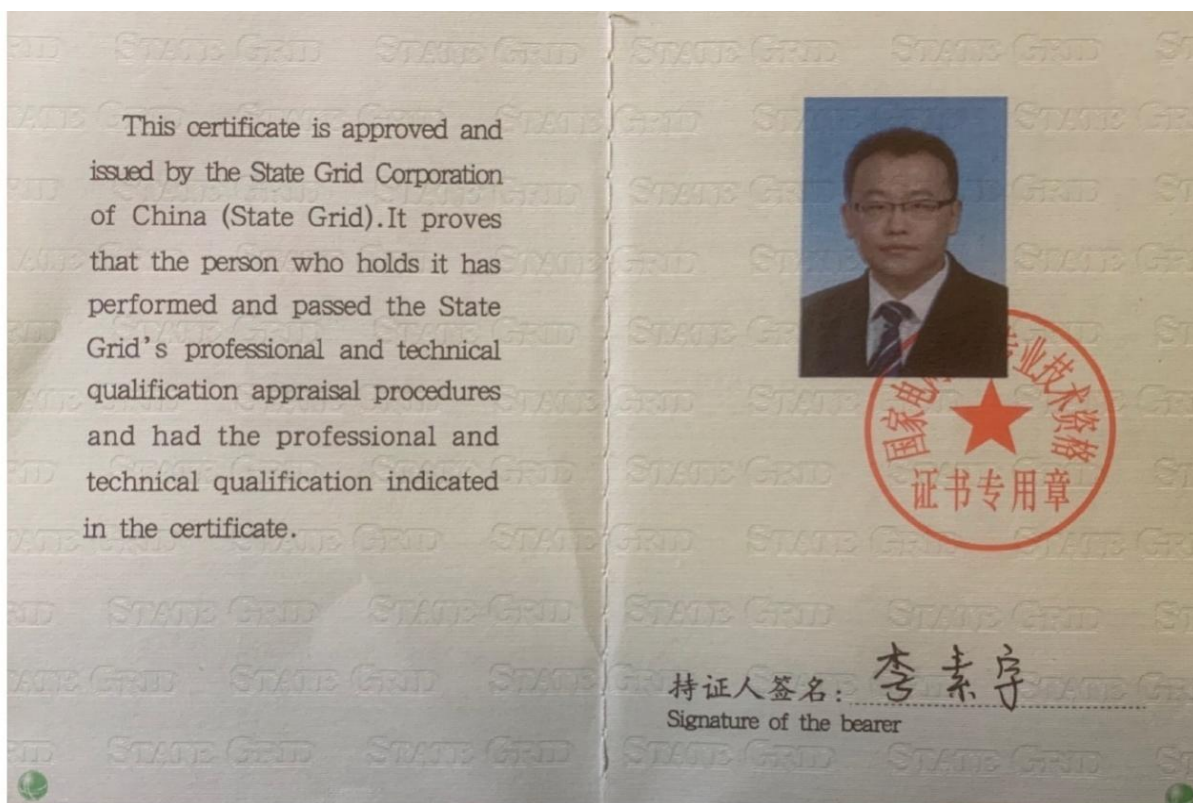 This certificate is approved and
issued by the State Grid Corporation
of China (State Grid).It proves
that the person who holds it has
performed and passed the State
Grid's professional and technical
qualification appraisal procedures
and had the professional and
technical qualification indicated
in the certificate.
国家电 业技术资格
证书专用章
持证人签名: 李素宇
Signature of the bearer
STATE GRID